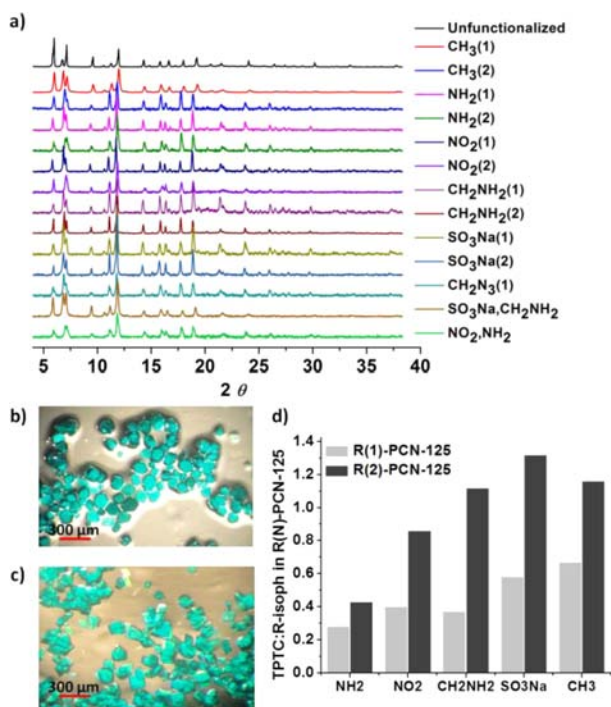 a)
Unfunctionalized
CH₃(1)
CH₃(2)
NH₂(1)
NH₂(2)
NO₂(1)
NO₂(2)
CH₂NH₂(1)
CH₂NH₂(2)
SO₃Na(1)
SO₃Na(2)
CH₂N₃(1)
SO₃Na,CH₂NH₂
NO₂,NH₂
5 10 15 20 25 30 35 40
2 θ
b)
300 μm
c)
300 μm
d)
R(1)-PCN-125
R(2)-PCN-125
TPTC:R-isoph in R(N)-PCN-125
1.4
1.2
1.0
0.8
0.6
0.4
0.2
0.0
NH2 NO2 CH2NH2 SO3Na CH3